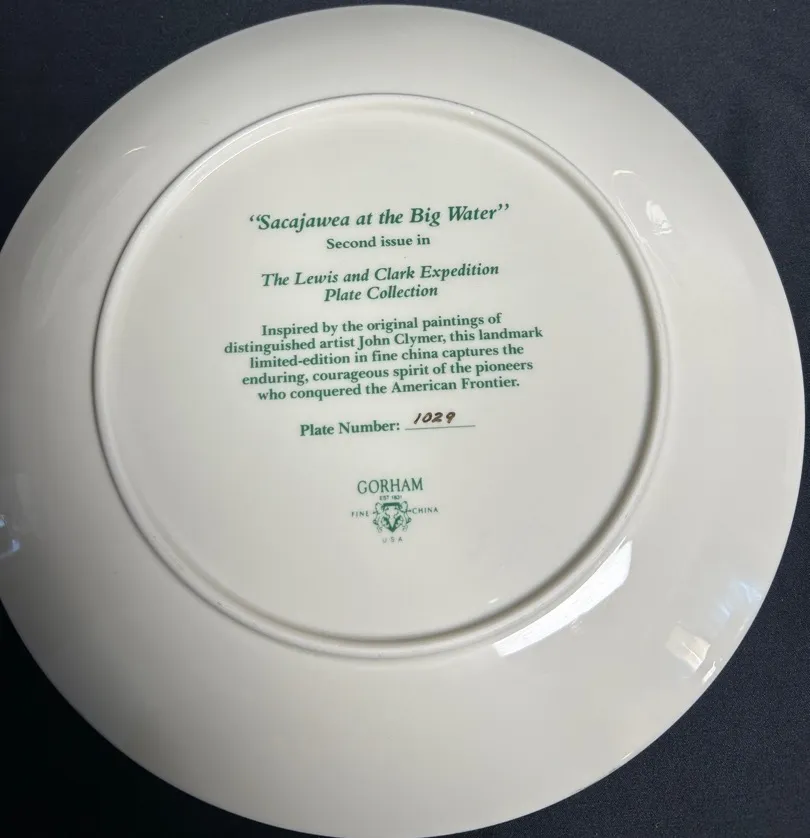 “Sacajawea at the Big Water”
Second issue in
The Lewis and Clark Expedition
Plate Collection
Inspired by the original paintings of
distinguished artist John Clymer, this landmark
limited-edition in fine china captures the
enduring, courageous spirit of the pioneers
who conquered the American Frontier.
Plate Number: 1029
GORHAM
EST 1831
FINE CHINA
USA